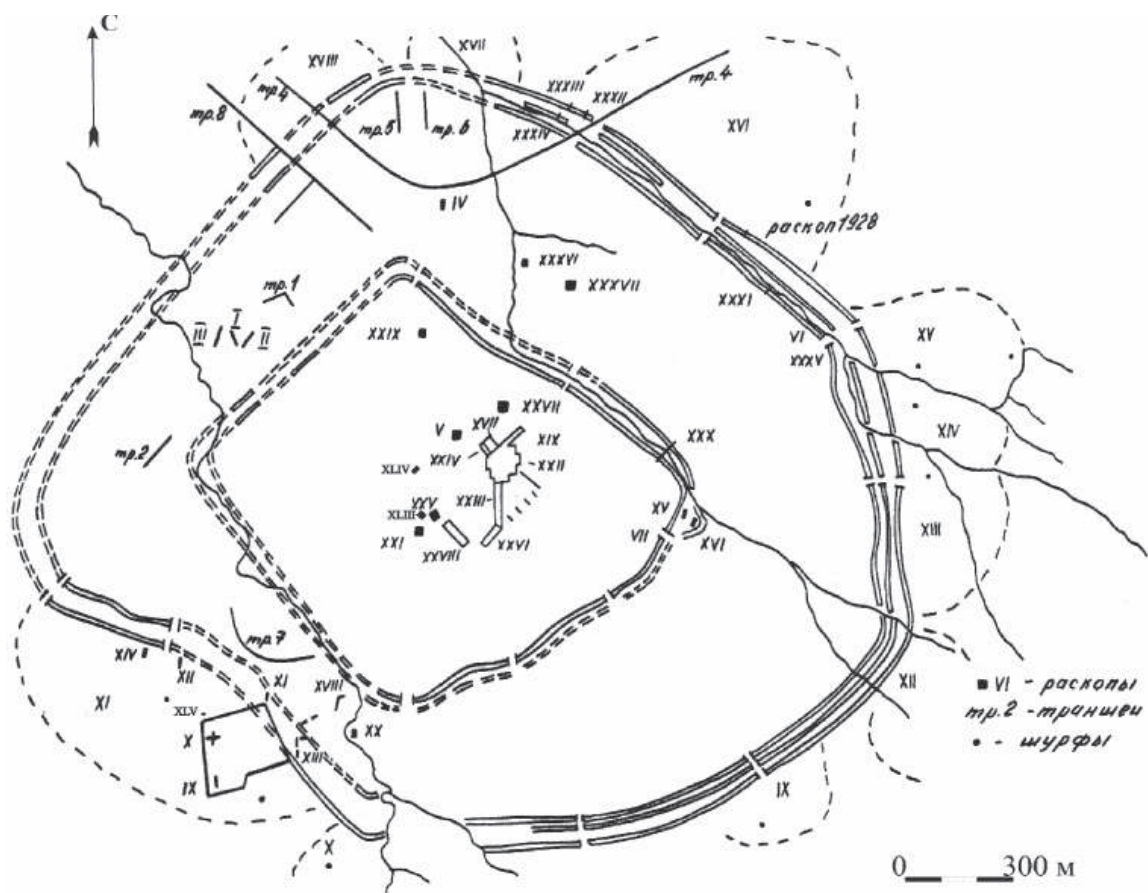 С
XVIII
XVII
тр.4
тр.4
XXXIII
XXXII
XXXIV
XVI
тр.8
тр.5
тр.6
IV
раскоп 1928
XXXVI
XXXVII
тр.1
XXXI
III
I
II
XXIX
VI
XXXV
XV
XXVII
V
XVII
XIX
XXIV
XXII
XXX
XIV
тр.2
XLIV
XXIII
XXV
XLIII
XV
XXI
XXVIII
XXVI
VII
XVI
XIII
тр.7
XIV
XII
XI
XVIII
XI
Г
XII
VI - раскопы
тр.2 - траншеи
- шурфы
XLV
X
XX
XIII
IX
IX
X
0 300 м